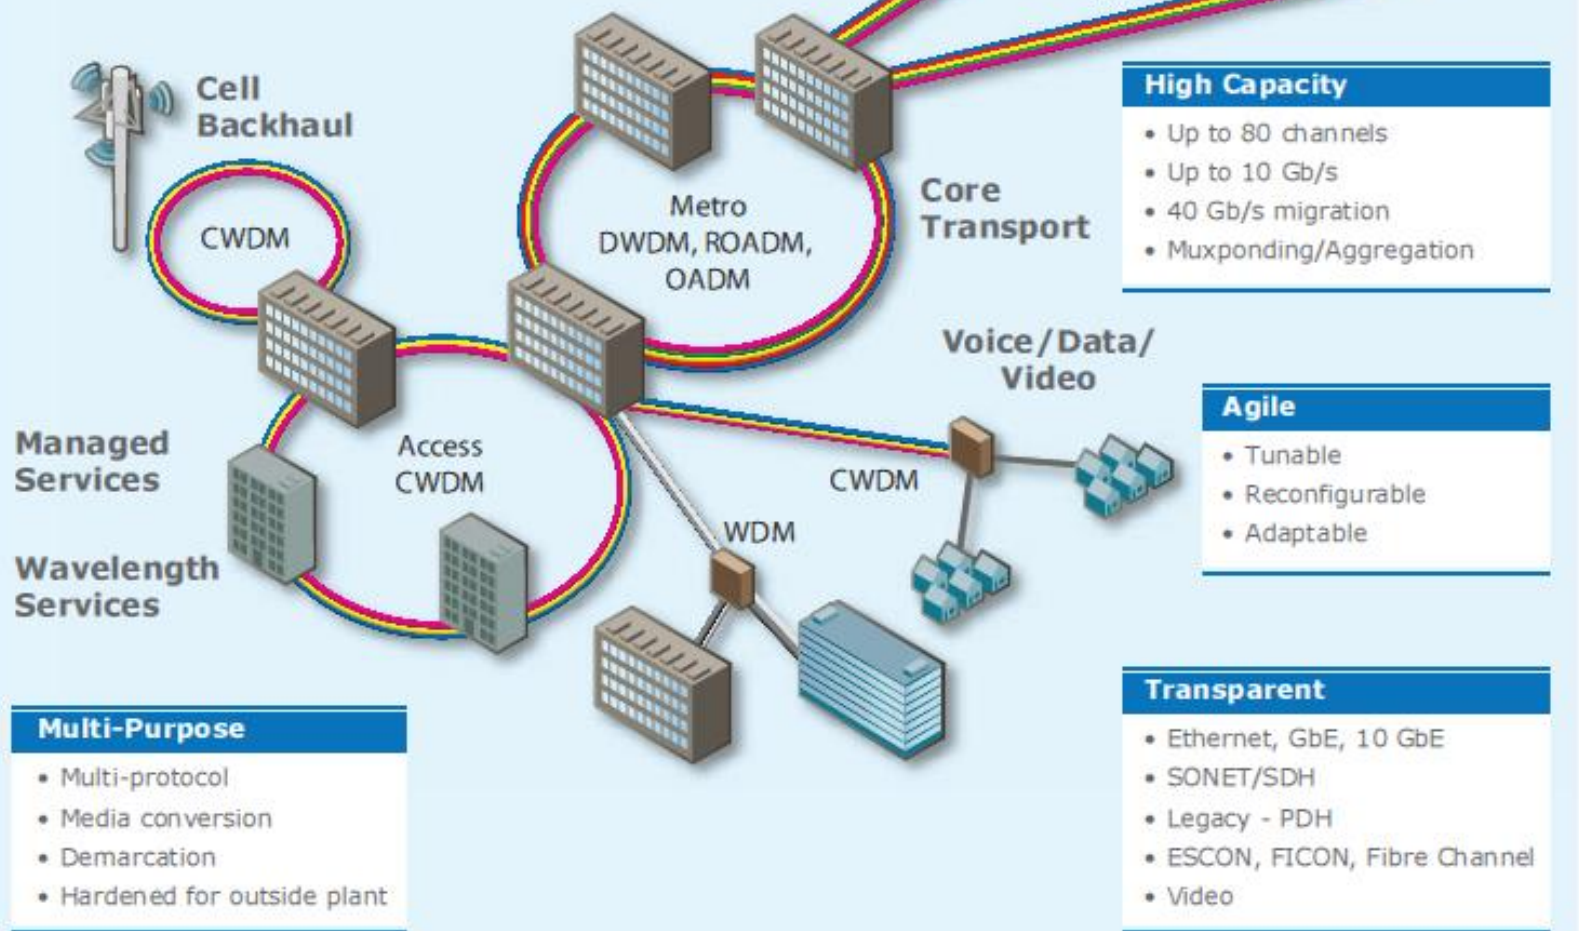 Cell
Backhaul
CWDM
Metro
DWDM, ROADM,
OADM
Core
Transport
High Capacity
• Up to 80 channels
• Up to 10 Gb/s
• 40 Gb/s migration
• Muxponding/Aggregation
Voice/Data/
Video
Agile
• Tunable
• Reconfigurable
• Adaptable
Managed
Services
Access
CWDM
CWDM
WDM
Wavelength
Services
Multi-Purpose
• Multi-protocol
• Media conversion
• Demarcation
• Hardened for outside plant
Transparent
• Ethernet, GbE, 10 GbE
• SONET/SDH
• Legacy - PDH
• ESCON, FICON, Fibre Channel
• Video